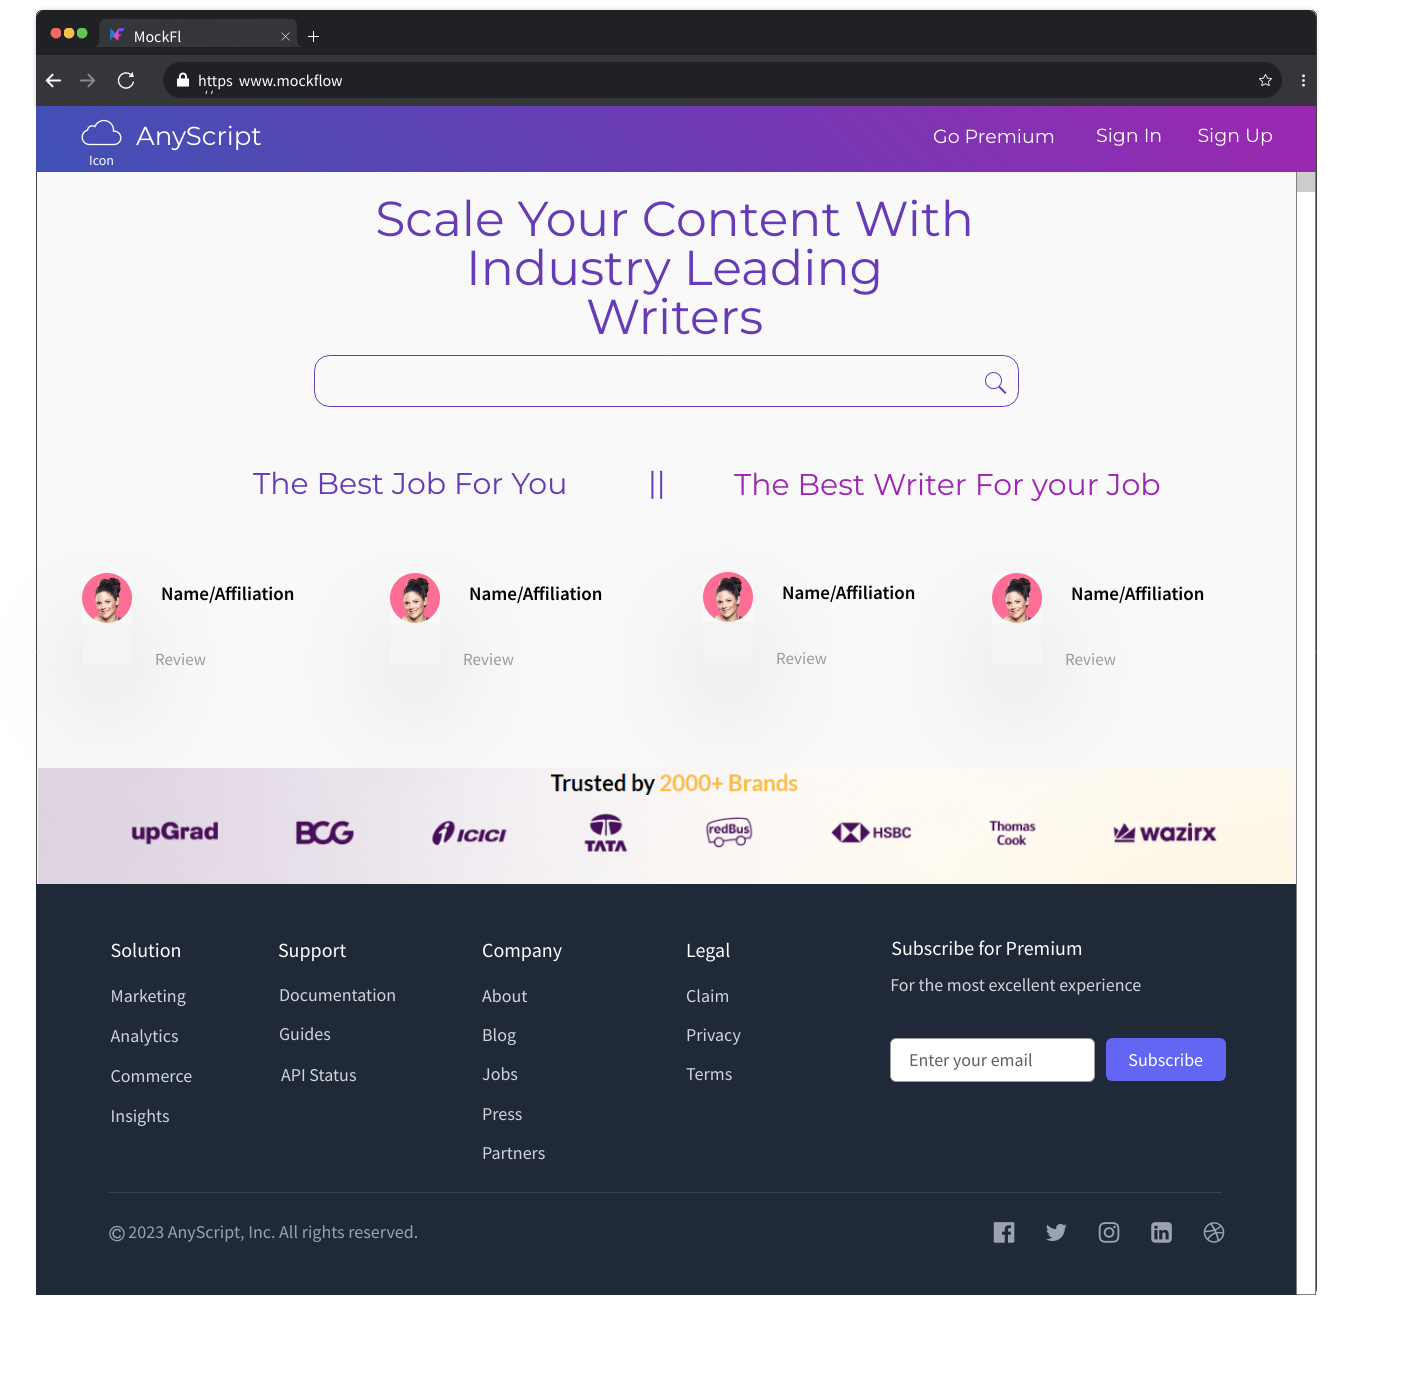 MockFl
https www.mockflow
//
AnyScript
Icon
Go Premium Sign In Sign Up
Scale Your Content With
Industry Leading
Writers
The Best Job For You || The Best Writer For your Job
Name/Affiliation Name/Affiliation Name/Affiliation Name/Affiliation
Review Review Review Review
Trusted by 2000+ Brands
upGrad BCG ICICI TATA redBus HSBC Thomas Cook wazirx
Solution Support Company Legal Subscribe for Premium
For the most excellent experience
Marketing Documentation About Claim
Analytics Guides Blog Privacy
Enter your email Subscribe
Commerce API Status Jobs Terms
Insights Press
Partners
© 2023 AnyScript, Inc. All rights reserved.